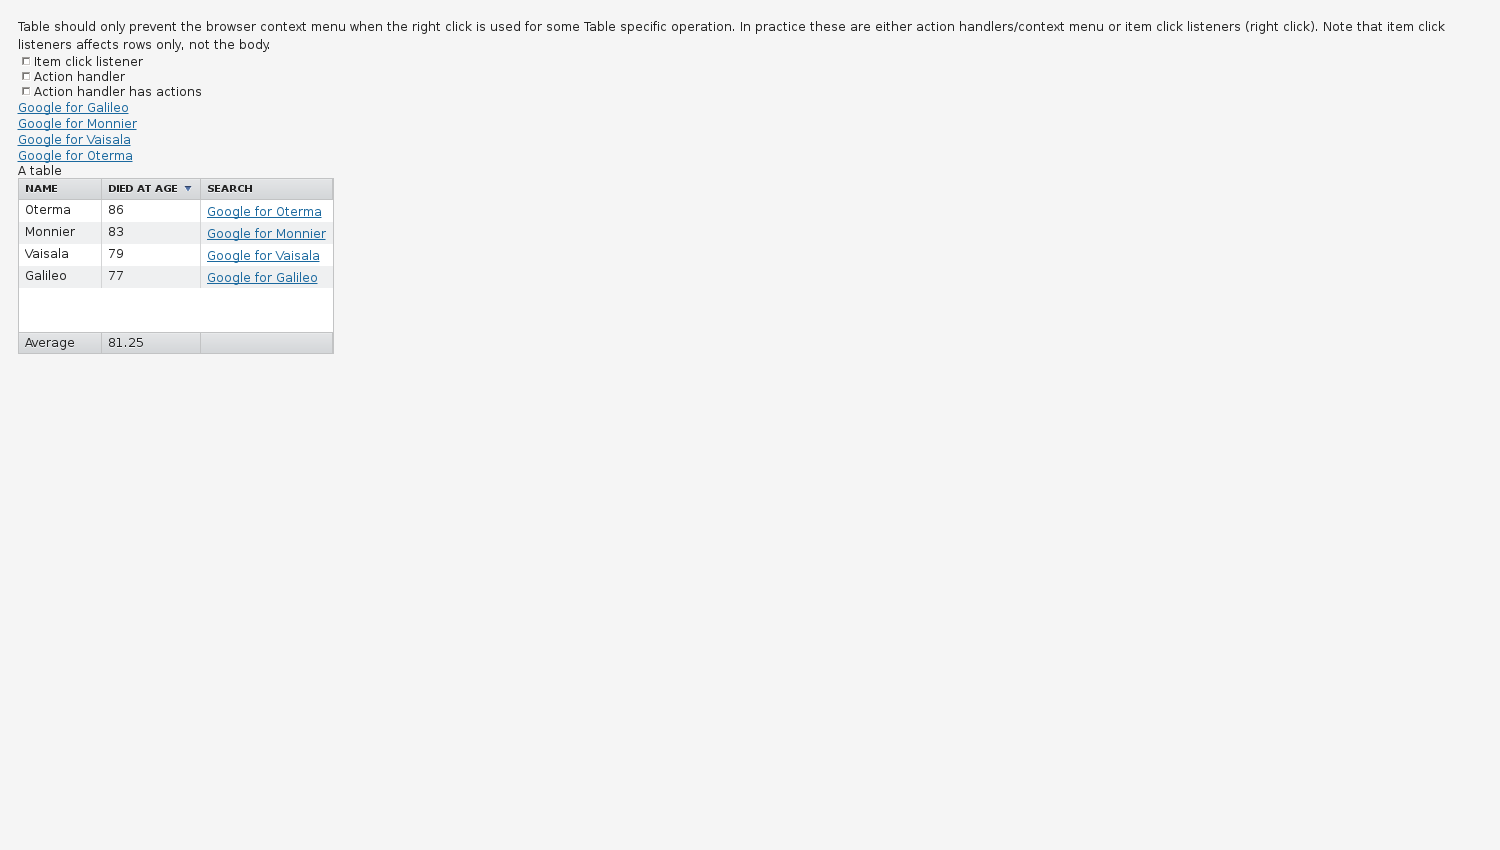 Table should only prevent the browser context menu when the right click is used for some Table specific operation. In practice these are either action handlers/context menu or item click listeners (right click). Note that item click
listeners affects rows only, not the body.
Item click listener
Action handler
Action handler has actions
Google for Galileo
Google for Monnier
Google for Vaisala
Google for Oterma
A table
NAME DIED AT AGE SEARCH
Oterma 86 Google for Oterma
Monnier 83 Google for Monnier
Vaisala 79 Google for Vaisala
Galileo 77 Google for Galileo
Average 81.25